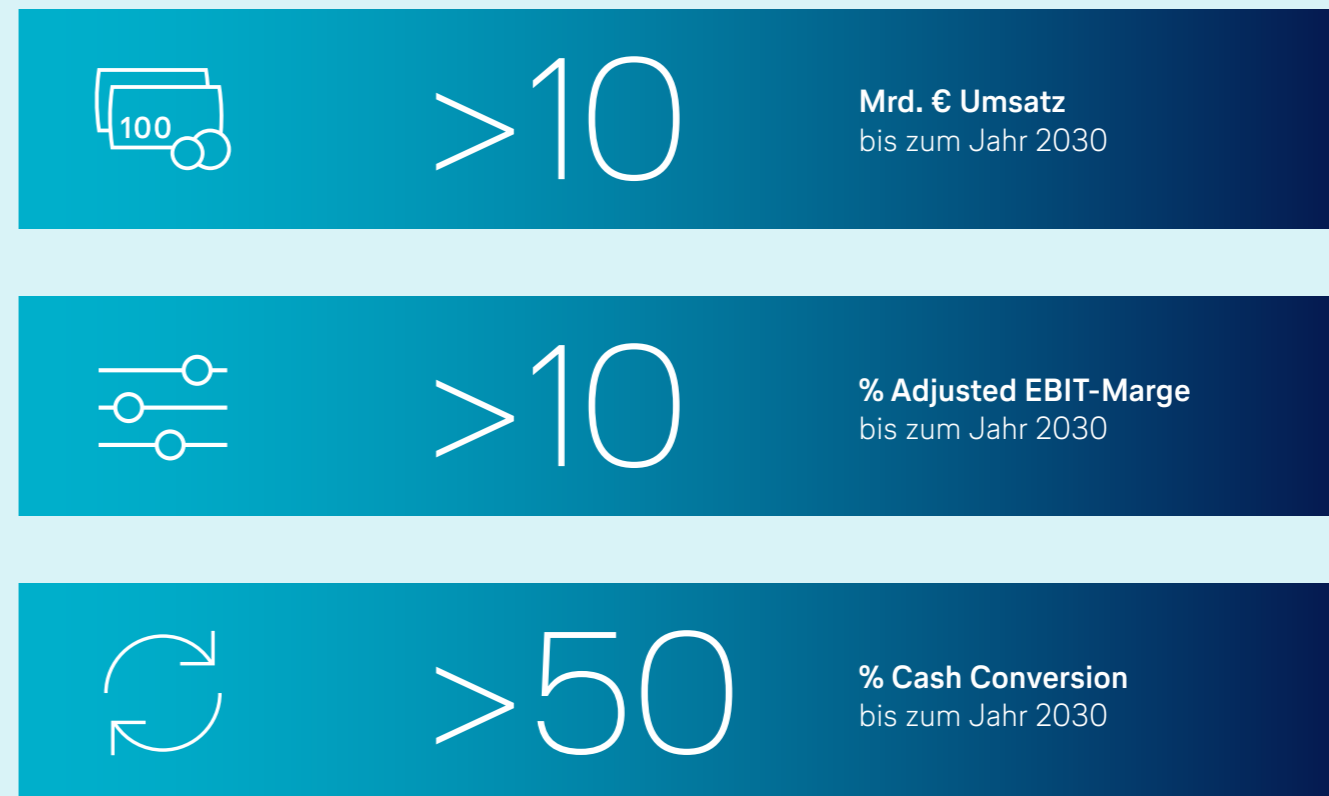 100
>10
Mrd. € Umsatz
bis zum Jahr 2030
>10
% Adjusted EBIT-Marge
bis zum Jahr 2030
>50
% Cash Conversion
bis zum Jahr 2030